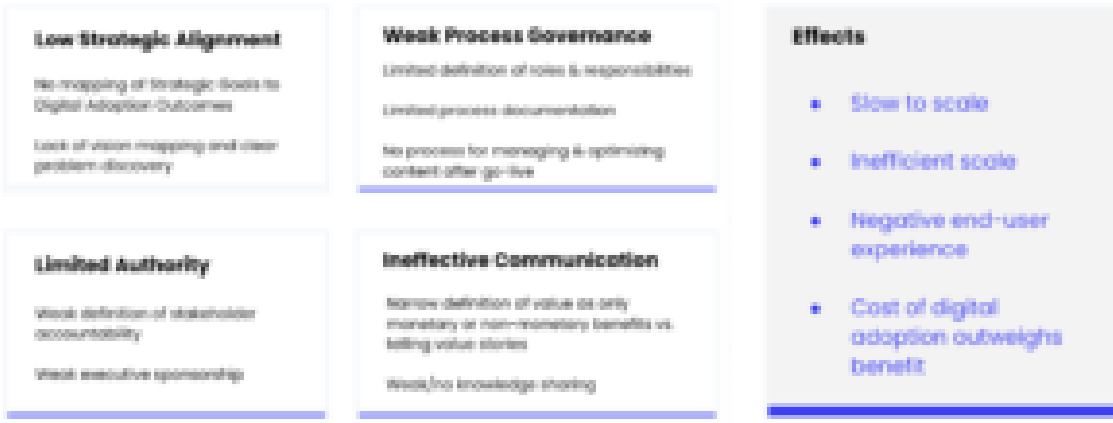 Low Strategic Alignment
No mapping of Strategic Goals to
Digital Adoption Outcomes
Lack of vision mapping and clear
problem discovery
Weak Process Governance
Limited definition of roles & responsibilities
Limited process documentation
No process for managing & optimizing
content after go-live
Limited Authority
Weak definition of stakeholder
accountability
Weak executive sponsorship
Ineffective Communication
Narrow definition of value as only
monetary or non-monetary benefits vs.
telling value stories
Weak/no knowledge sharing
Effects
• Slow to scale
• Inefficient scale
• Negative end-user
experience
• Cost of digital
adoption outweighs
benefit